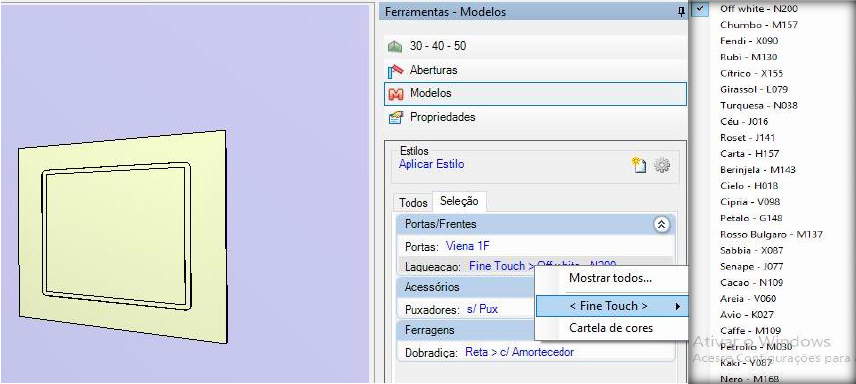 Ferramentas - Modelos
30 - 40 - 50
Aberturas
Modelos
Propriedades
Estilos
Aplicar Estilo
Todos
Seleção
Portas/Frentes
Portas: Viena 1F
Laqueacao: Fine Touch > Off white - N200
Acessórios
Puxadores: s/ Pux
Ferragens
Dobradiça: Reta > c/ Amortecedor
Mostrar todos...
< Fine Touch >
Cartela de cores
Off white - N200
Chumbo - M157
Fendi - X090
Rubi - M130
Cítrico - X155
Girassol - L079
Turquesa - N038
Céu - J016
Roset - J141
Carta - H157
Berinjela - M143
Cielo - H018
Cipria - V098
Petalo - G148
Rosso Bulgaro - M137
Sabbia - X087
Senape - J077
Cacao - N109
Areia - V060
Avio - K027
Caffe - M109
Petrolio - M030
Kaki - Y087
Nero - M168
Ativar o Windows
Acesse Configurações para